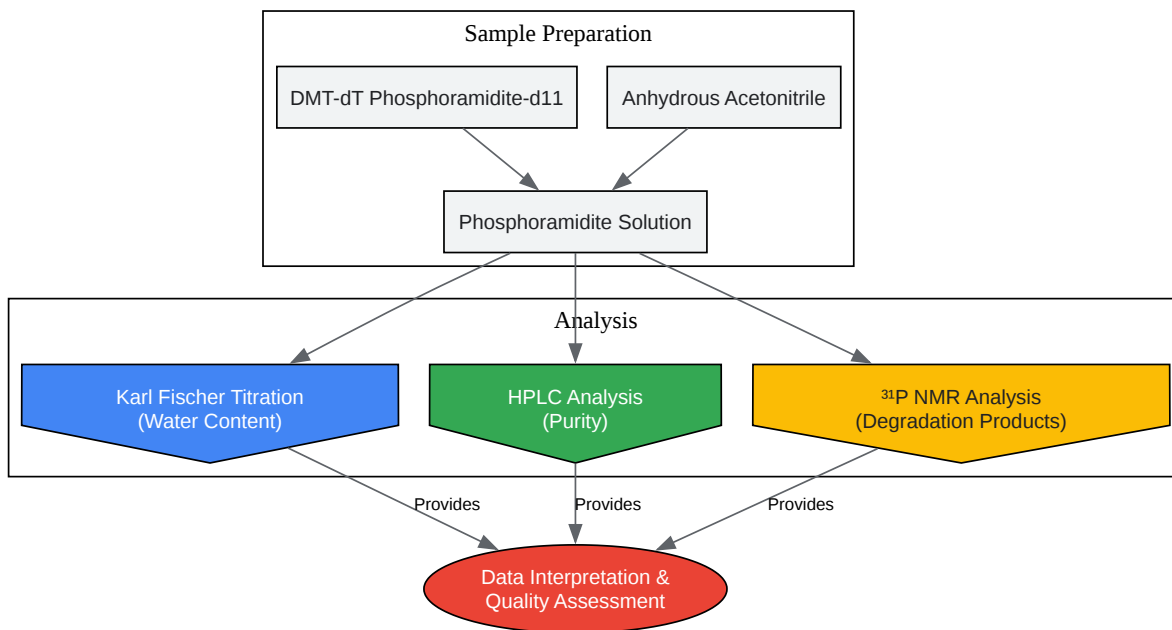 Sample Preparation
DMT-dT Phosphoramidite-d11
Anhydrous Acetonitrile
Phosphoramidite Solution
Analysis
Karl Fischer Titration
(Water Content)
HPLC Analysis
(Purity)
³¹P NMR Analysis
(Degradation Products)
Provides
Provides
Provides
Data Interpretation &
Quality Assessment